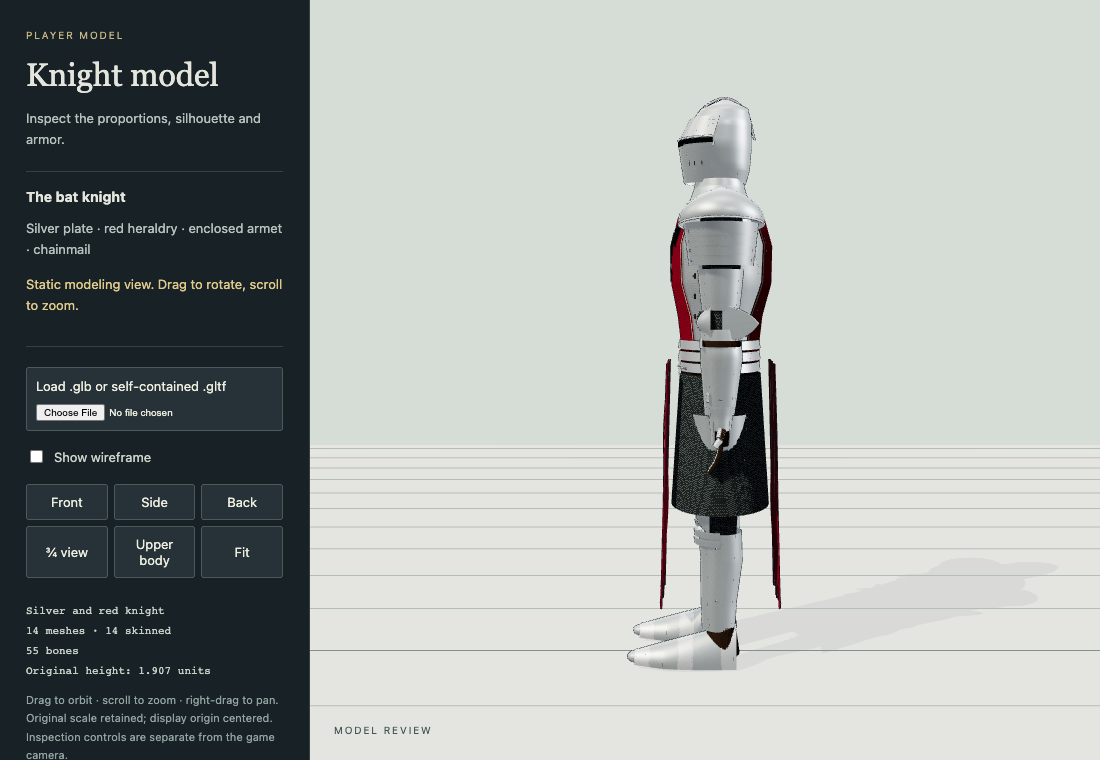 PLAYER MODEL
Knight model
Inspect the proportions, silhouette and
armor.
The bat knight
Silver plate · red heraldry · enclosed armet
· chainmail
Static modeling view. Drag to rotate, scroll
to zoom.
Load .glb or self-contained .gltf
Choose File No file chosen
Show wireframe
Front Side Back
¾ view Upper body Fit
Silver and red knight
14 meshes · 14 skinned
55 bones
Original height: 1.907 units
Drag to orbit · scroll to zoom · right-drag to pan.
Original scale retained; display origin centered.
Inspection controls are separate from the game
camera.
MODEL REVIEW